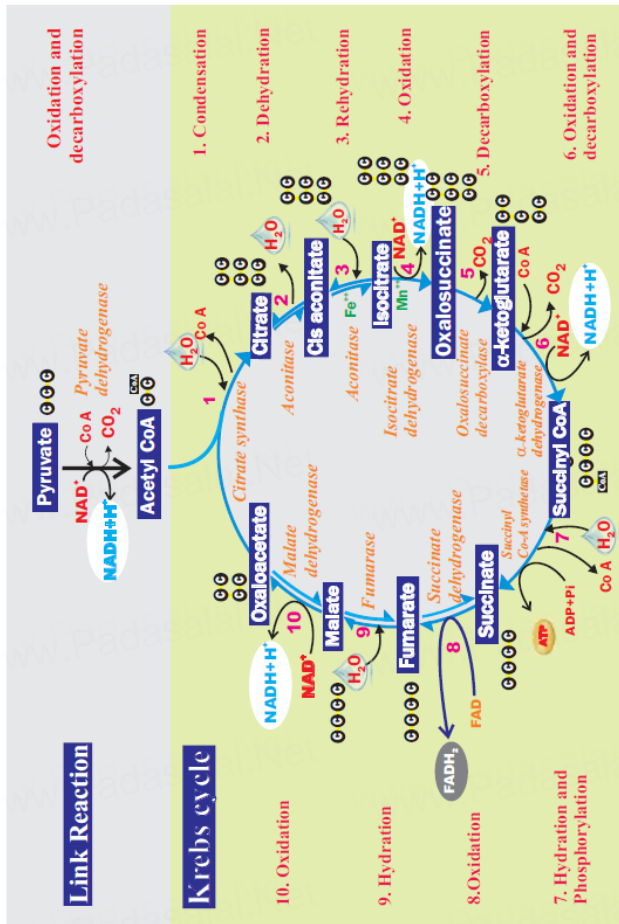 Link Reaction
Pyruvate
C C C
NAD⁺
Co A
CO₂
NADH+H⁺
Pyruvate
dehydrogenase
Oxidation and
decarboxylation
Acetyl CoA
C C
CoA
Krebs cycle
H₂O
Co A
1
Citrate synthase
1. Condensation
Citrate
2
H₂O
Aconitase
2. Dehydration
Cis aconitate
3
H₂O
Fe⁺⁺
Aconitase
3. Rehydration
Isocitrate
NAD⁺
Mn⁺⁺
4
NADH+H⁺
Isocitrate
dehydrogenase
4. Oxidation
Oxalosuccinate
5
CO₂
Oxalosuccinate
decarboxylase
5. Decarboxylation
α-ketoglutarate
Co A
CO₂
6
NAD⁺
NADH+H⁺
α-ketoglutarate
dehydrogenase
6. Oxidation and
decarboxylation
Succinyl CoA
C C C C
CoA
Succinyl
Co-A synthetase
7
H₂O
Co A
ADP+Pi
ATP
7. Hydration and
Phosphorylation
Succinate
C C C C
Succinate
dehydrogenase
8
FAD
FADH₂
8.Oxidation
Fumarate
C C C C
Fumarase
9
H₂O
9. Hydration
Malate
C C C C
Malate
dehydrogenase
10
NAD⁺
NADH+H⁺
10. Oxidation
Oxaloacetate
C C
C C
www.Padasalai.Net